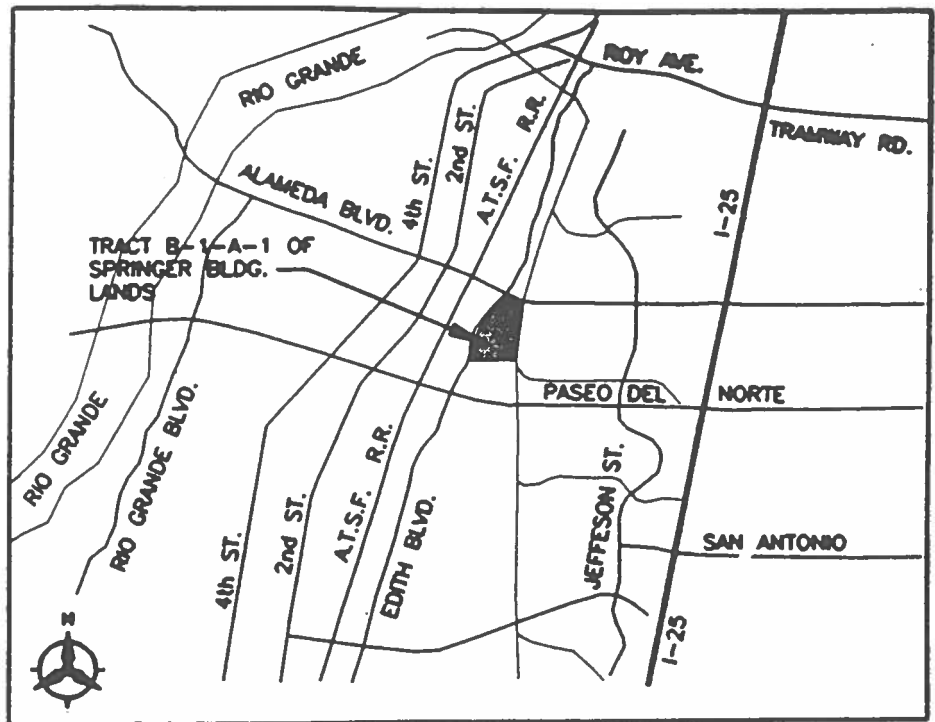 RIO GRANDE
ROY AVE.
TRAMWAY RD.
4th ST.
2nd ST.
A.T.S.F. R.R.
I-25
ALAMEDA BLVD.
TRACT B-1-A-1 OF
SPRINGER BLDG.
LANDS
PASEO DEL NORTE
RIO GRANDE
RIO GRANDE BLVD.
4th ST.
2nd ST.
A.T.S.F. R.R.
EDITH BLVD.
JEFFESON ST.
SAN ANTONIO
I-25
N